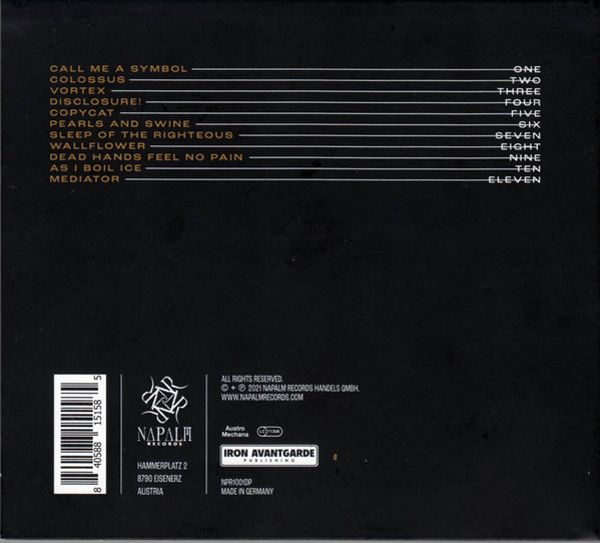 CALL ME A SYMBOL ONE
COLOSSUS TWO
VORTEX THREE
DISCLOSURE! FOUR
COPYCAT FIVE
PEARLS AND SWINE SIX
SLEEP OF THE RIGHTEOUS SEVEN
WALLFLOWER EIGHT
DEAD HANDS FEEL NO PAIN NINE
AS I BOIL ICE TEN
MEDIATOR ELEVEN
8 40588 15158 5
NAPALM
RECORDS
HAMMERPLATZ 2
8790 EISENERZ
AUSTRIA
ALL RIGHTS RESERVED.
© + ℗ 2021 NAPALM RECORDS HANDELS GMBH.
WWW.NAPALMRECORDS.COM
Austro
Mechana
LC 11398
IRON AVANTGARDE
PUBLISHING
NPR1001DP
MADE IN GERMANY